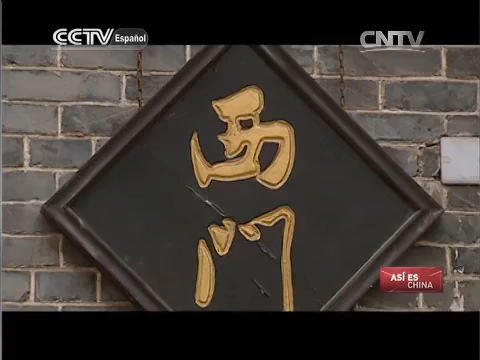 CCTV Español
CNTV
西
门
ASÍ ES
CHINA